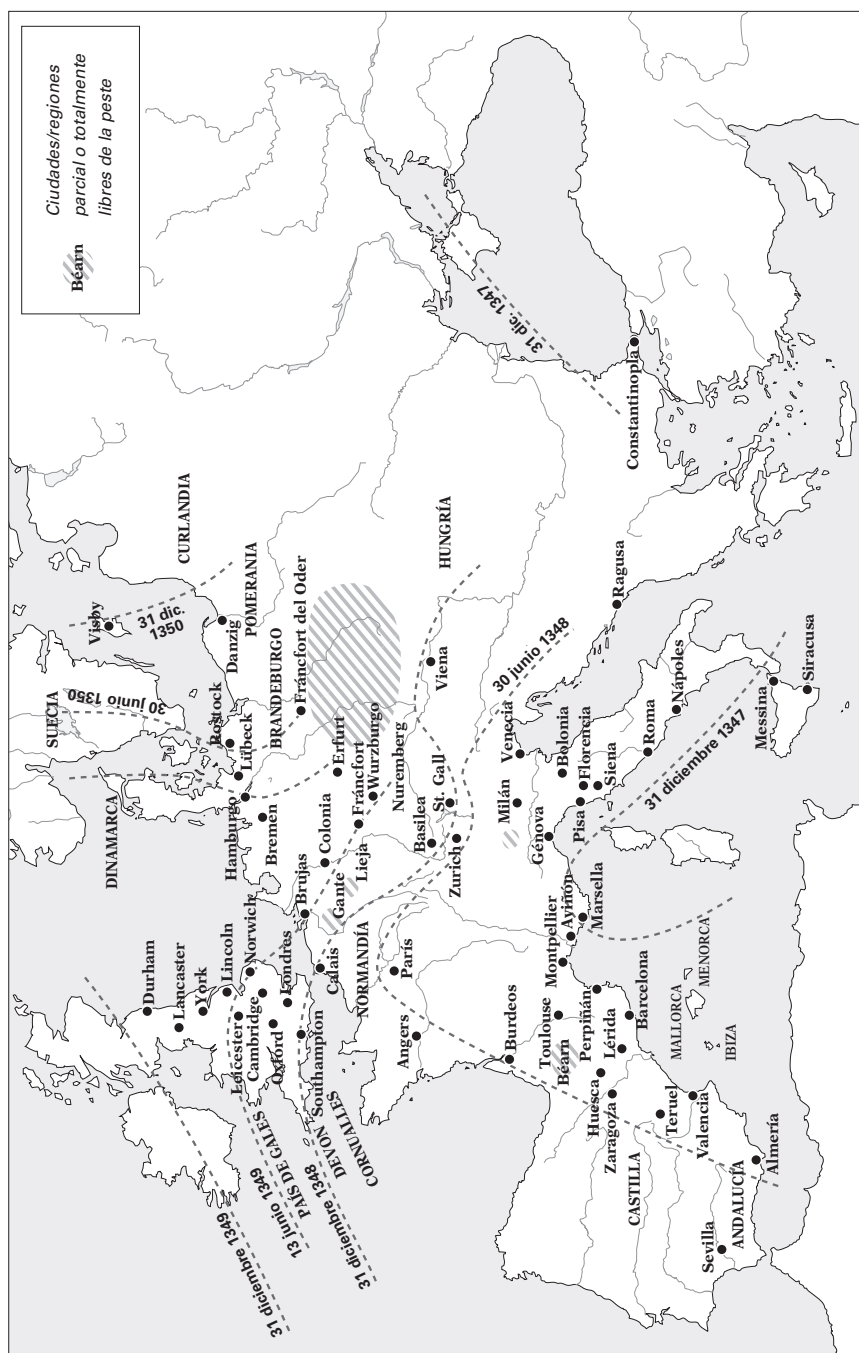 Béarn
Ciudades/regiones
parcial o totalmente
libres de la peste
SUECIA
Visby
CURLANDIA
31 dic.
1350
30 junio 1350
Danzig
POMERANIA
DINAMARCA
Rostock
Lübeck
Hamburgo
Bremen
BRANDEBURGO
Fráncfort del Oder
Durham
Lancaster
York
Lincoln
Norwich
Leicester
Cambridge
Oxford
Londres
Southampton
PAÍS DE GALES
DEVON
CORNUALLES
31 diciembre 1349
13 junio 1349
31 diciembre 1348
Brujas
Gante
Calais
Colonia
Lieja
Erfurt
Fráncfort
Wurzburgo
Nuremberg
NORMANDÍA
París
Angers
Basilea
St. Gall
Zurich
Viena
HUNGRÍA
30 junio 1348
31 dic. 1347
Constantinopla
Burdeos
Toulouse
Béarn
Montpellier
Aviñón
Marsella
Perpiñán
Génova
Milán
Venecia
Bolonia
Florencia
Pisa
Siena
Roma
Nápoles
Ragusa
Messina
Siracusa
31 diciembre 1347
Huesca
Zaragoza
Lérida
Barcelona
CASTILLA
Teruel
Valencia
MALLORCA
MENORCA
IBIZA
Sevilla
ANDALUCÍA
Almería